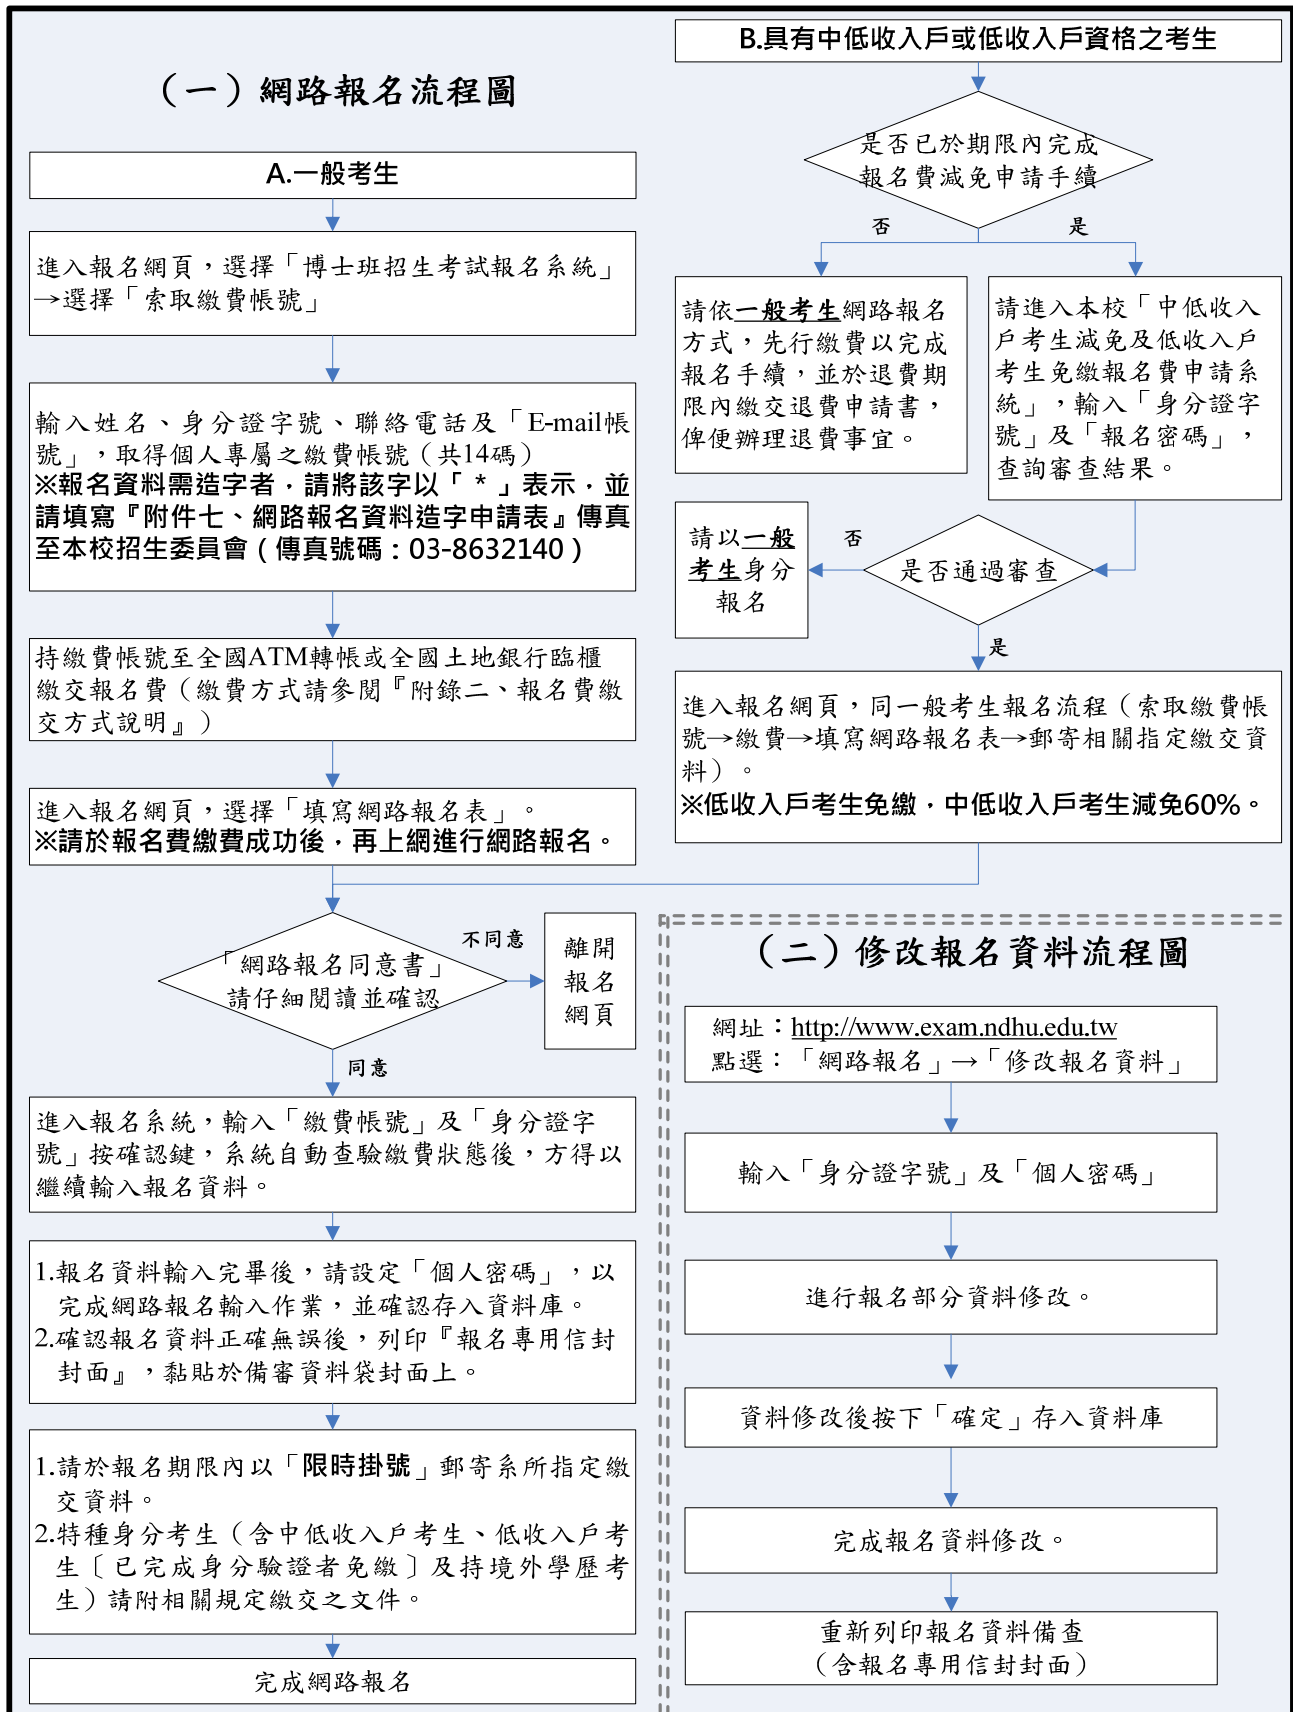 （一）網路報名流程圖
A.一般考生
進入報名網頁，選擇「博士班招生考試報名系統」
→選擇「索取繳費帳號」
輸入姓名、身分證字號、聯絡電話及「E-mail帳
號」，取得個人專屬之繳費帳號（共14碼）
※報名資料需造字者，請將該字以「 * 」表示，並
請填寫『附件七、網路報名資料造字申請表』傳真
至本校招生委員會（傳真號碼：03-8632140）
持繳費帳號至全國ATM轉帳或全國土地銀行臨櫃
繳交報名費（繳費方式請參閱『附錄二、報名費繳
交方式說明』）
進入報名網頁，選擇「填寫網路報名表」。
※請於報名費繳費成功後，再上網進行網路報名。
「網路報名同意書」
請仔細閱讀並確認
不同意
離開
報名
網頁
同意
進入報名系統，輸入「繳費帳號」及「身分證字
號」按確認鍵，系統自動查驗繳費狀態後，方得以
繼續輸入報名資料。
1.報名資料輸入完畢後，請設定「個人密碼」，以
完成網路報名輸入作業，並確認存入資料庫。
2.確認報名資料正確無誤後，列印『報名專用信封
封面』，黏貼於備審資料袋封面上。
1.請於報名期限內以「限時掛號」郵寄系所指定繳
交資料。
2.特種身分考生（含中低收入戶考生、低收入戶考
生〔已完成身分驗證者免繳〕及持境外學歷考
生）請附相關規定繳交之文件。
完成網路報名
B.具有中低收入戶或低收入戶資格之考生
是否已於期限內完成
報名費減免申請手續
否
是
請依一般考生網路報名
方式，先行繳費以完成
報名手續，並於退費期
限內繳交退費申請書，
俾便辦理退費事宜。
請進入本校「中低收入
戶考生減免及低收入戶
考生免繳報名費申請系
統」，輸入「身分證字
號」及「報名密碼」，
查詢審查結果。
是否通過審查
否
請以一般
考生身分
報名
是
進入報名網頁，同一般考生報名流程（索取繳費帳
號→繳費→填寫網路報名表→郵寄相關指定繳交資
料）。
※低收入戶考生免繳，中低收入戶考生減免60%。
（二）修改報名資料流程圖
網址：http://www.exam.ndhu.edu.tw
點選：「網路報名」→「修改報名資料」
輸入「身分證字號」及「個人密碼」
進行報名部分資料修改。
資料修改後按下「確定」存入資料庫
完成報名資料修改。
重新列印報名資料備查
（含報名專用信封封面）